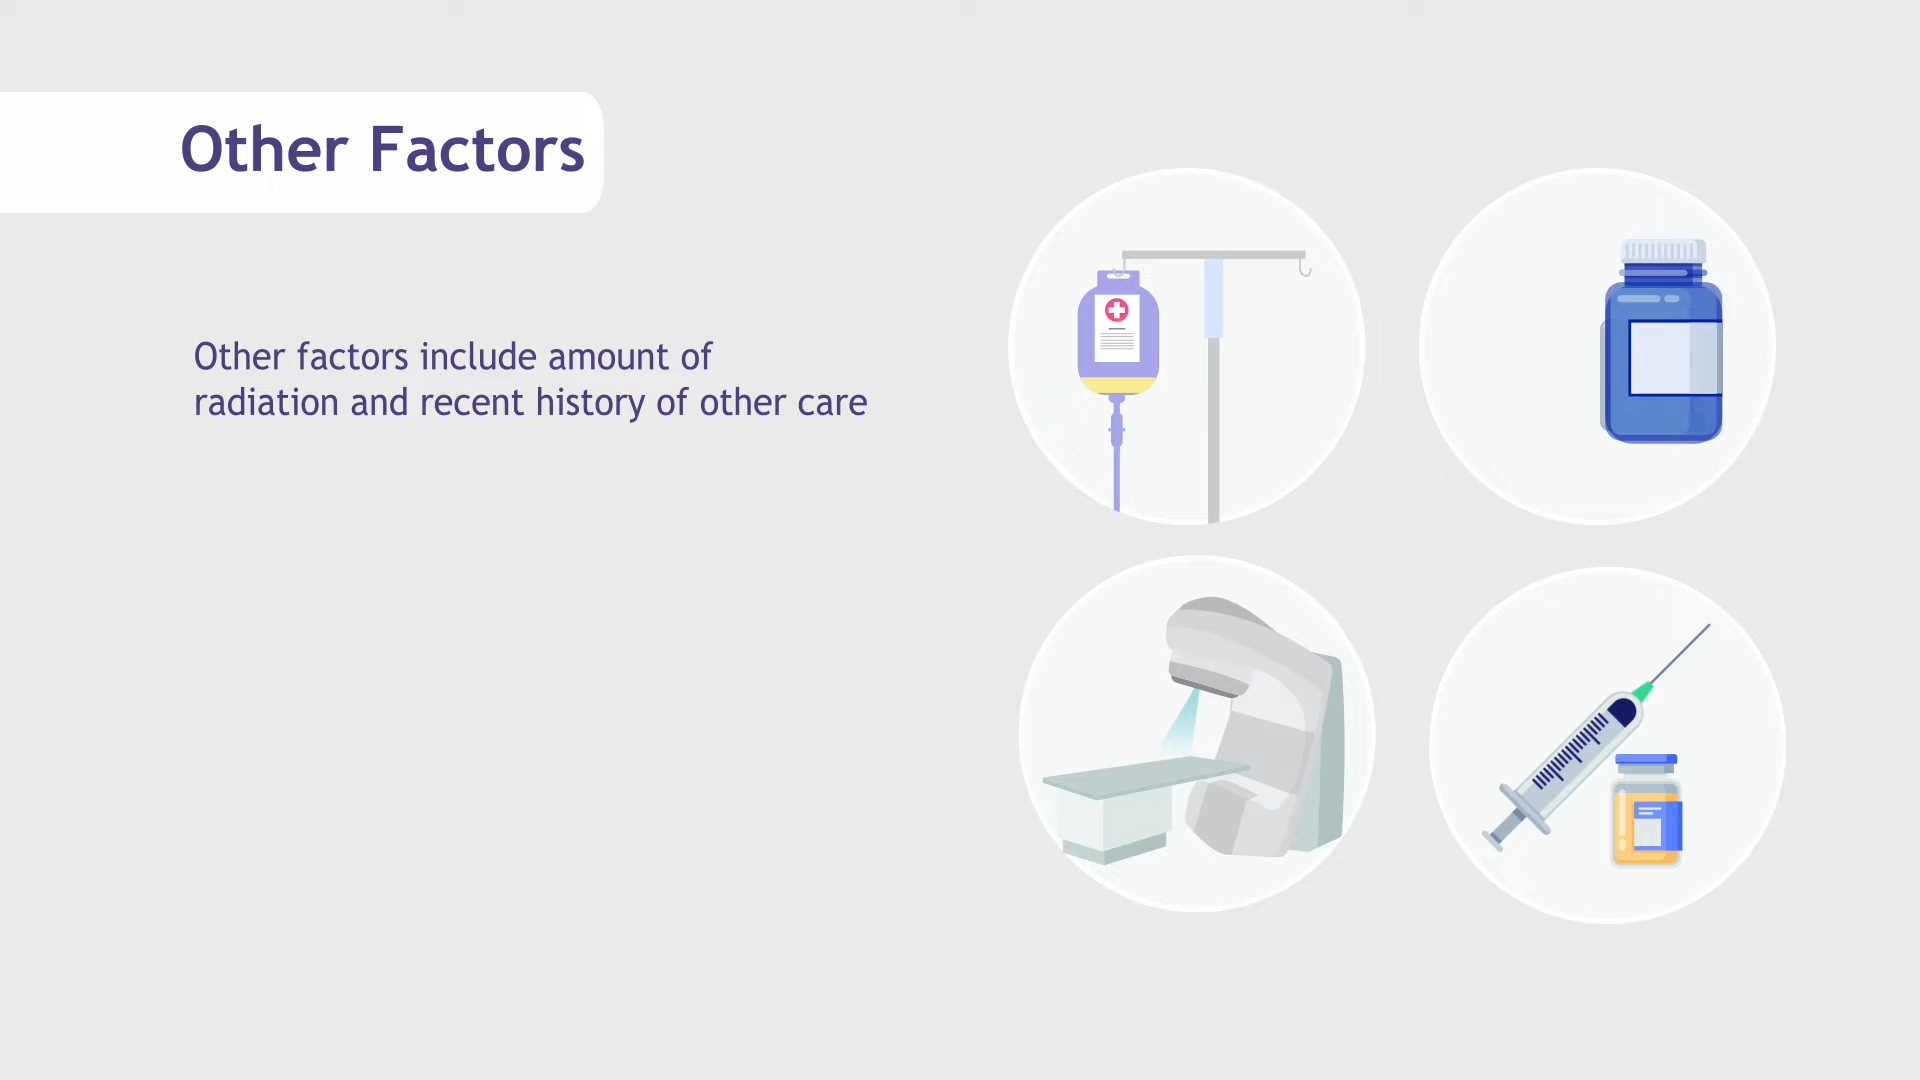 Other Factors
Other factors include amount of
radiation and recent history of other care